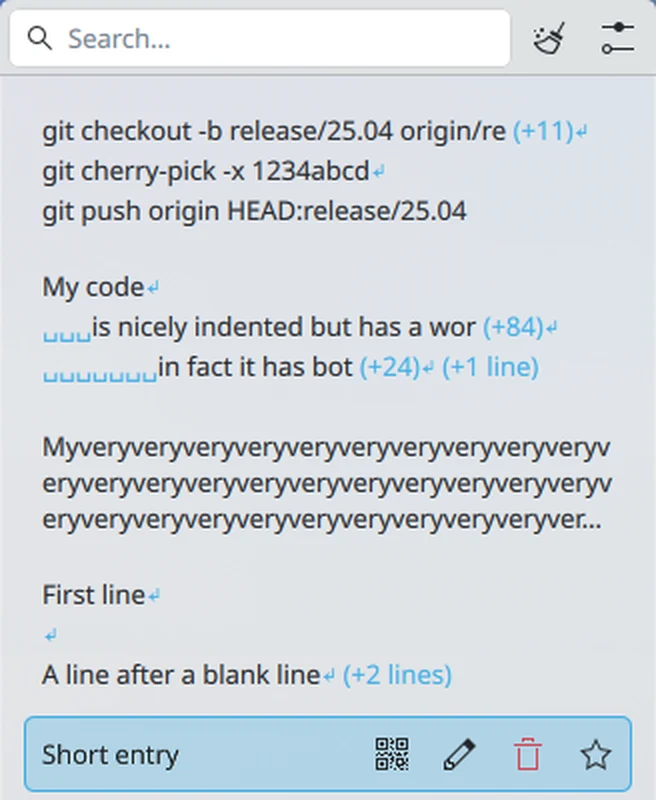 Search...
git checkout -b release/25.04 origin/re (+11)↲
git cherry-pick -x 1234abcd↲
git push origin HEAD:release/25.04
My code↲
␣␣␣is nicely indented but has a wor (+84)↲
␣␣␣␣␣␣␣in fact it has bot (+24)↲ (+1 line)
Myveryveryveryveryveryveryveryveryveryveryv
eryveryveryveryveryveryveryveryveryveryveryv
eryveryveryveryveryveryveryveryveryveryver...
First line↲
↲
A line after a blank line↲ (+2 lines)
Short entry